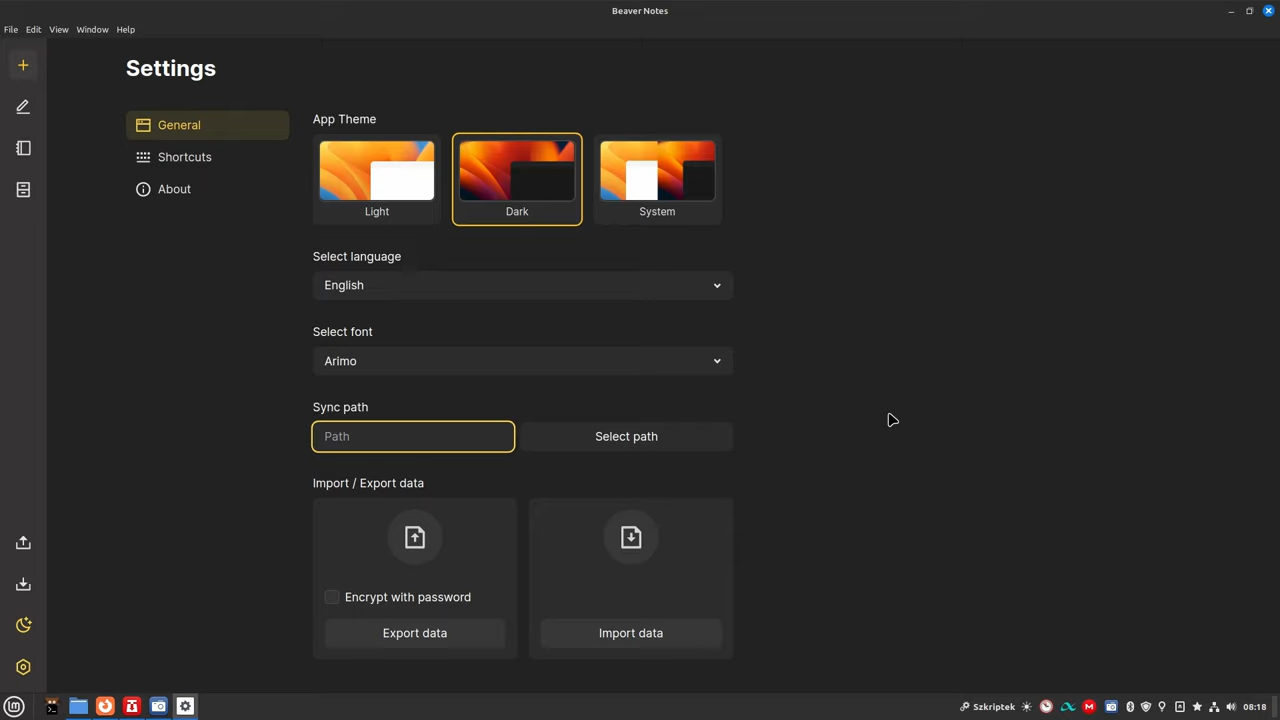 Beaver Notes
File Edit View Window Help
Settings
General
Shortcuts
About
App Theme
Light Dark System
Select language
English
Select font
Arimo
Sync path
Path Select path
Import / Export data
Encrypt with password
Export data Import data
Szkriptek 08:18